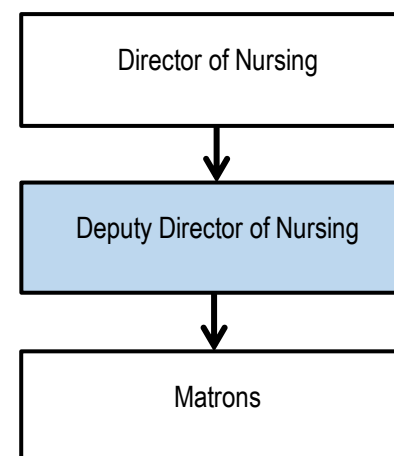 Director of Nursing
Deputy Director of Nursing
Matrons